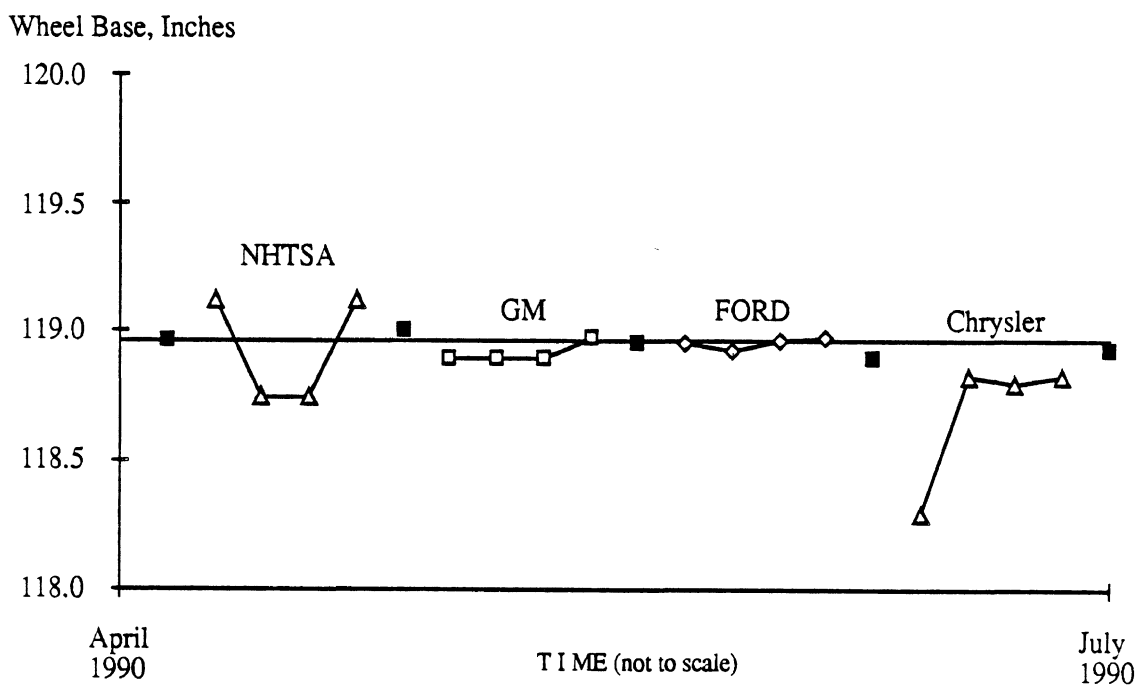 Wheel Base, Inches
120.0
119.5
119.0
118.5
118.0
NHTSA
GM
FORD
Chrysler
April
1990
T I ME (not to scale)
July
1990